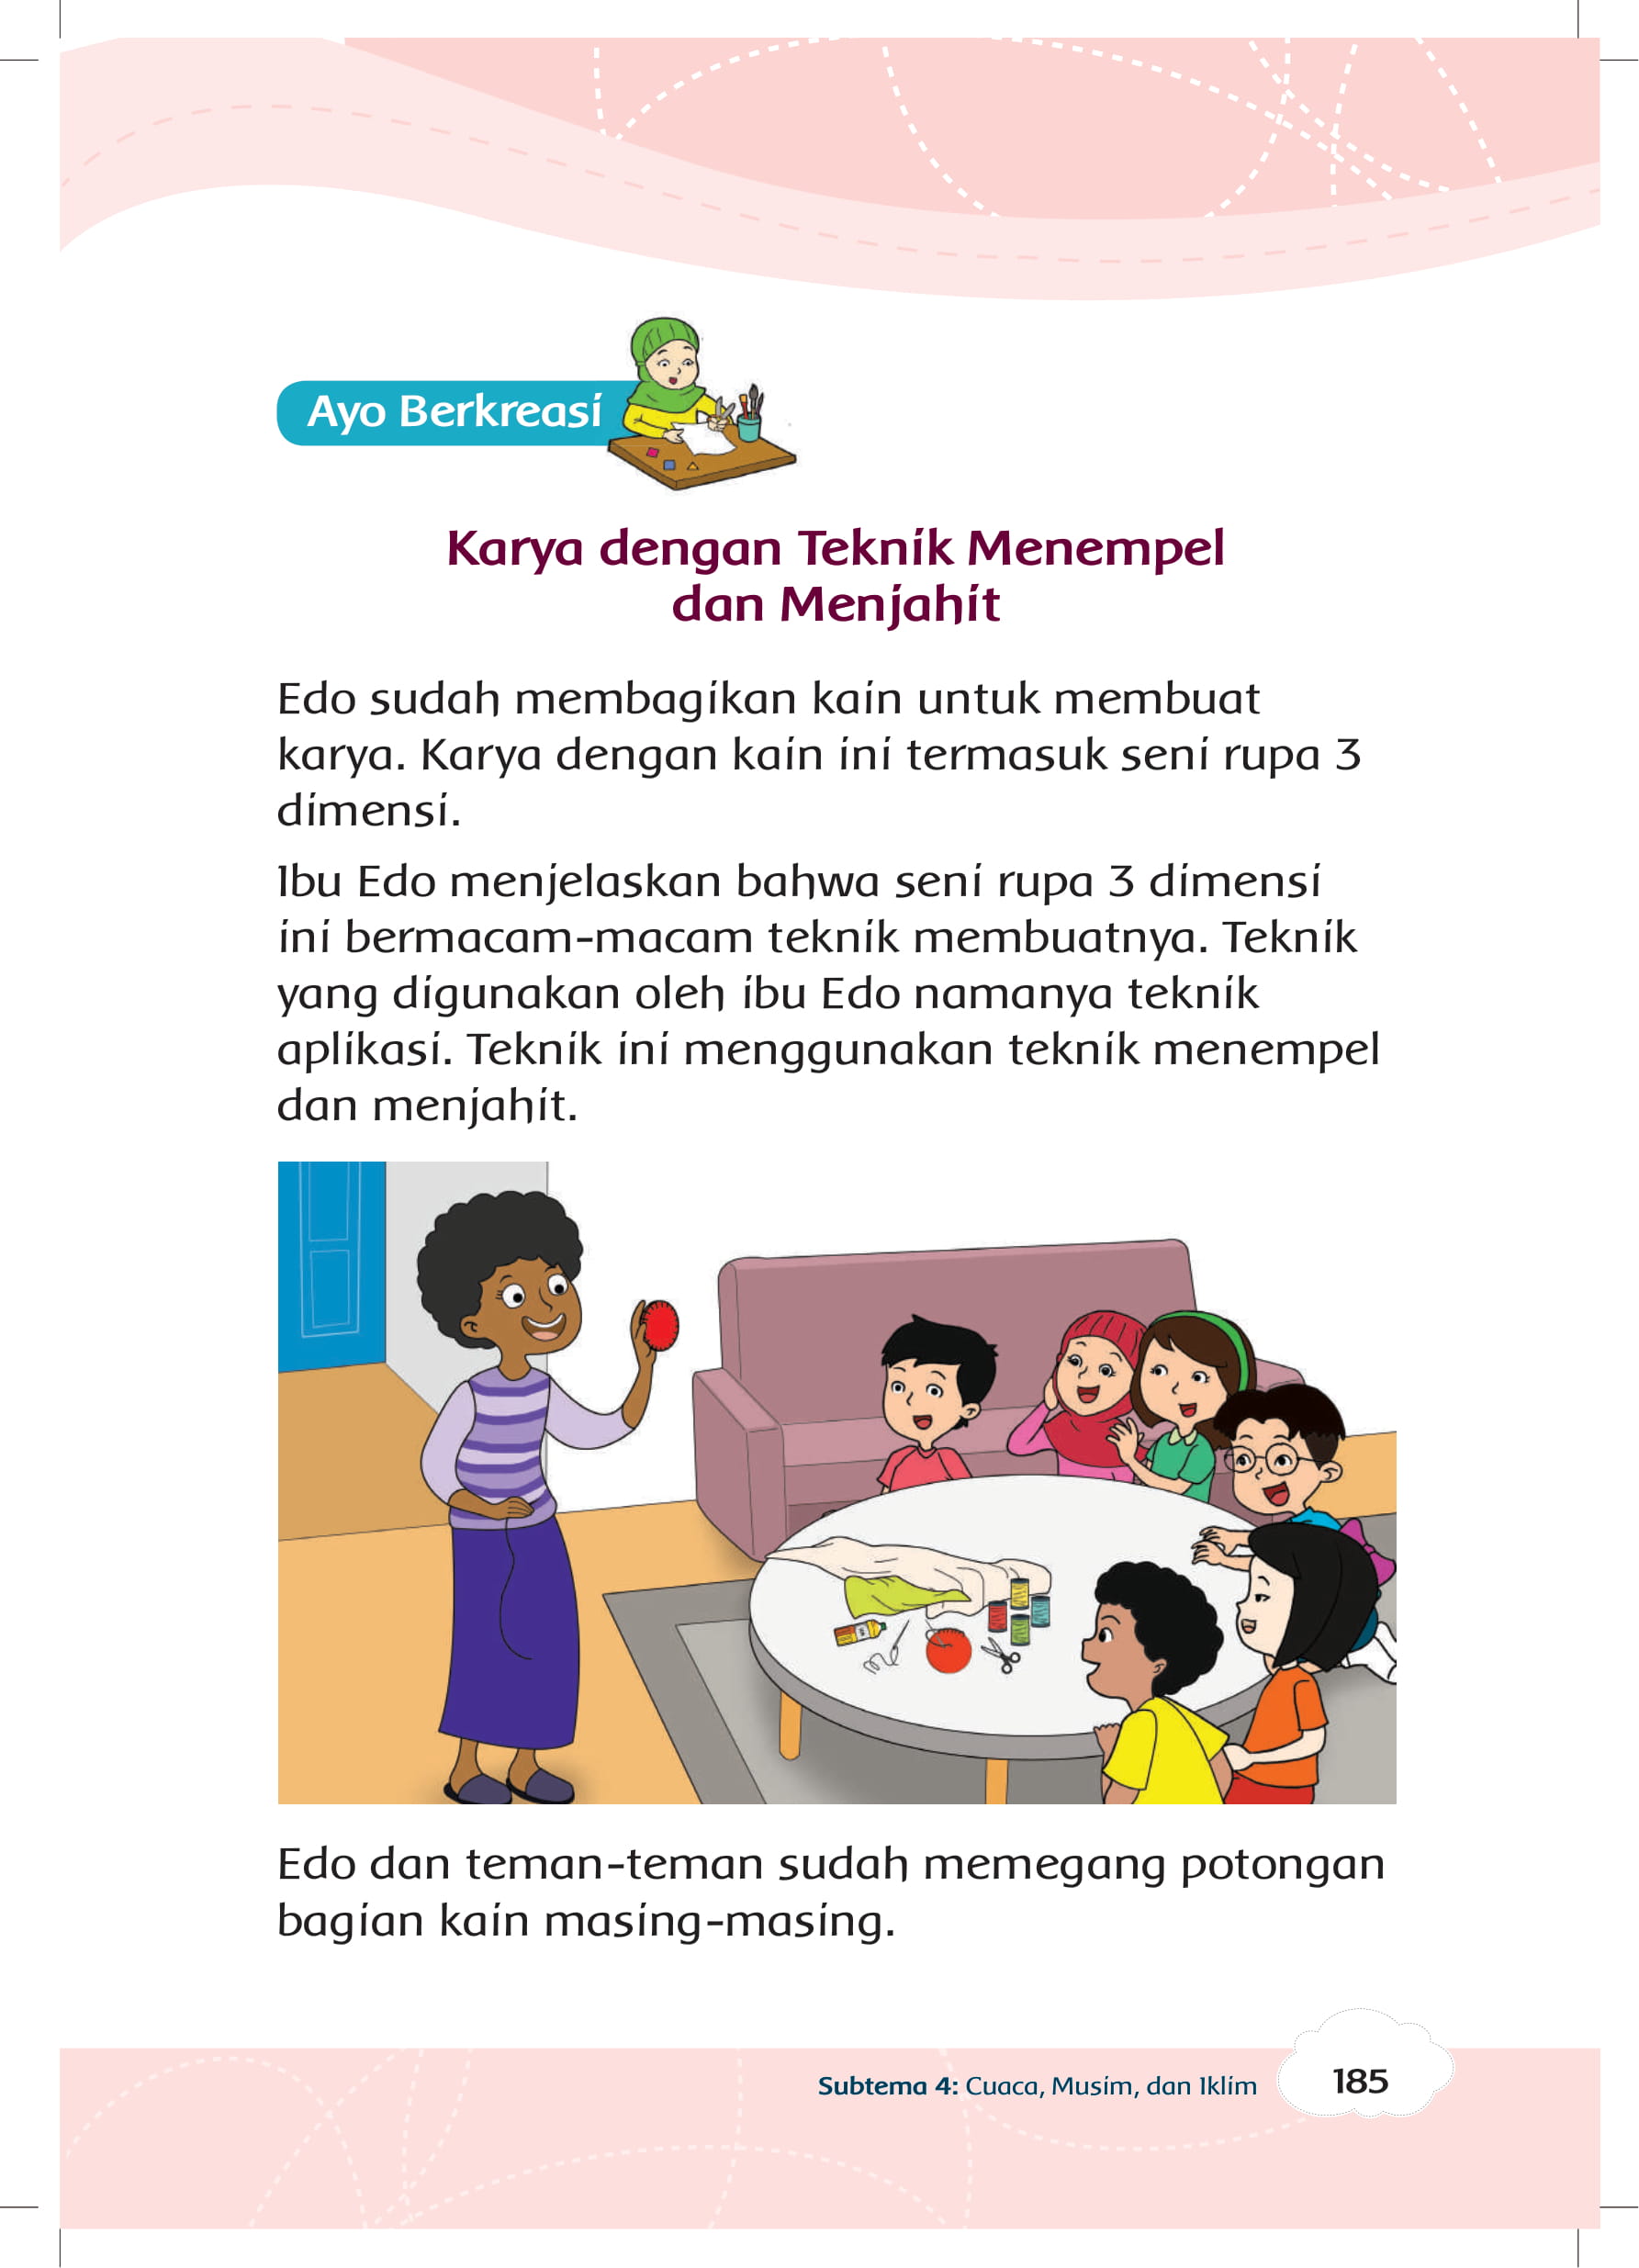 Ayo Berkreasi
Karya dengan Teknik Menempel
dan Menjahit
Edo sudah membagikan kain untuk membuat
karya. Karya dengan kain ini termasuk seni rupa 3
dimensi.
Ibu Edo menjelaskan bahwa seni rupa 3 dimensi
ini bermacam-macam teknik membuatnya. Teknik
yang digunakan oleh ibu Edo namanya teknik
aplikasi. Teknik ini menggunakan teknik menempel
dan menjahit.
Edo dan teman-teman sudah memegang potongan
bagian kain masing-masing.
Subtema 4: Cuaca, Musim, dan Iklim
185